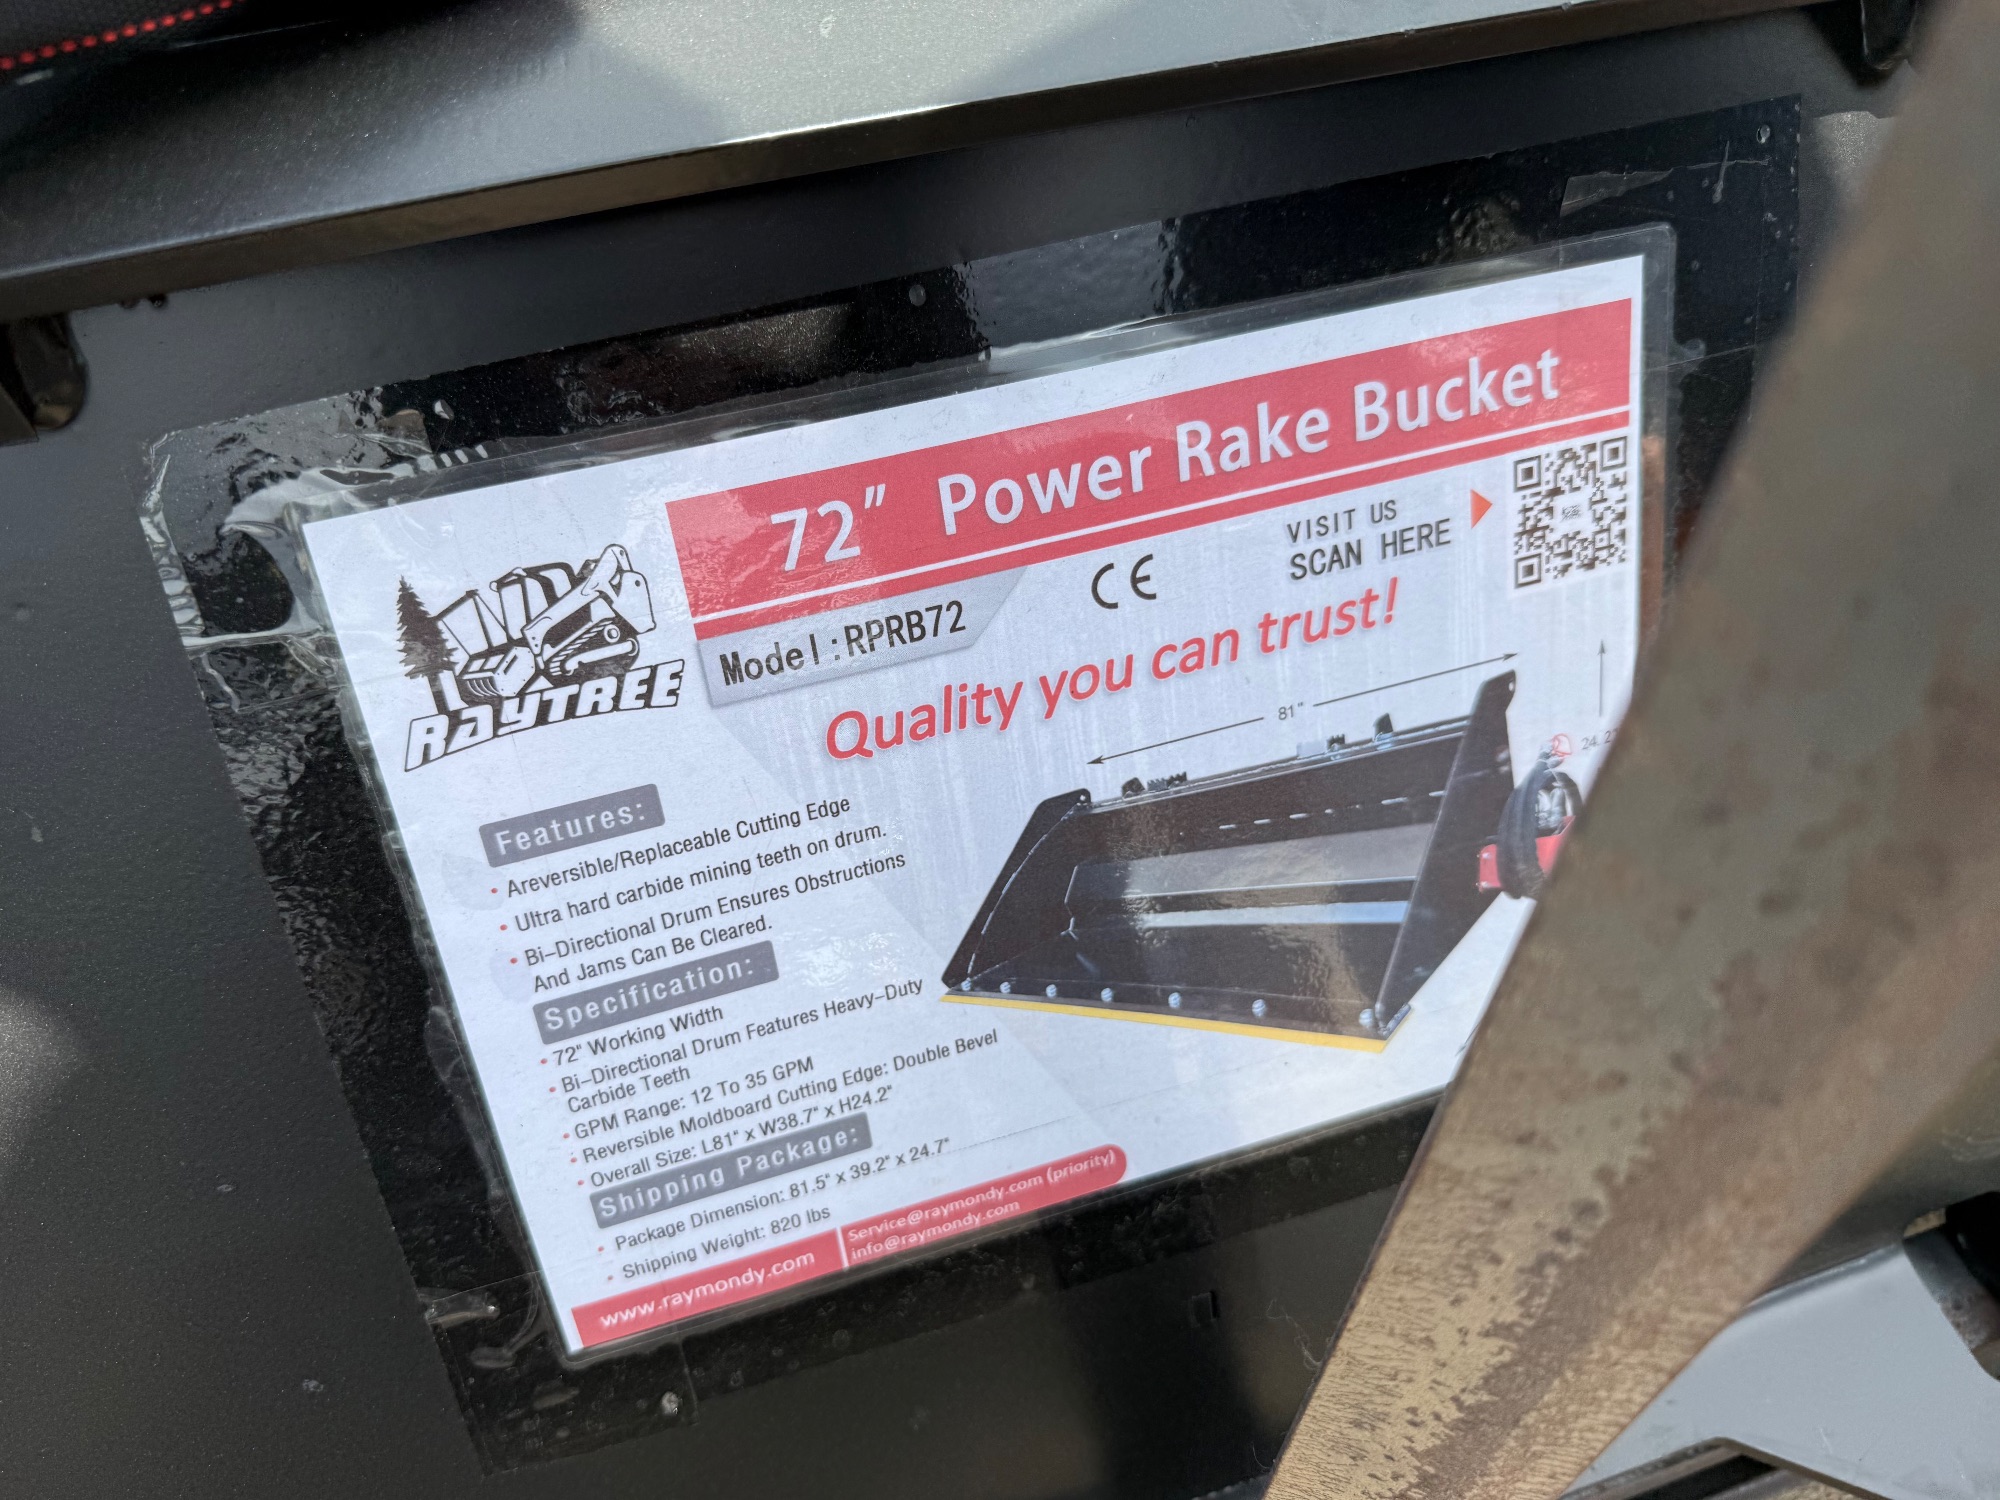 72" Power Rake Bucket
RAYTREE
Model:RPRB72
CE
VISIT US
SCAN HERE
Quality you can trust!
81"
Features:
• Areversible/Replaceable Cutting Edge
• Ultra hard carbide mining teeth on drum.
• Bi-Directional Drum Ensures Obstructions
And Jams Can Be Cleared.
Specification:
• 72" Working Width
• Bi-Directional Drum Features Heavy-Duty
Carbide Teeth
• GPM Range: 12 To 35 GPM
• Reversible Moldboard Cutting Edge: Double Bevel
• Overall Size: L81" x W38.7" x H24.2"
Shipping Package:
• Package Dimension: 81.5" x 39.2" x 24.7"
• Shipping Weight: 820 lbs
www.raymondy.com
Service@raymondy.com (priority)
info@raymondy.com